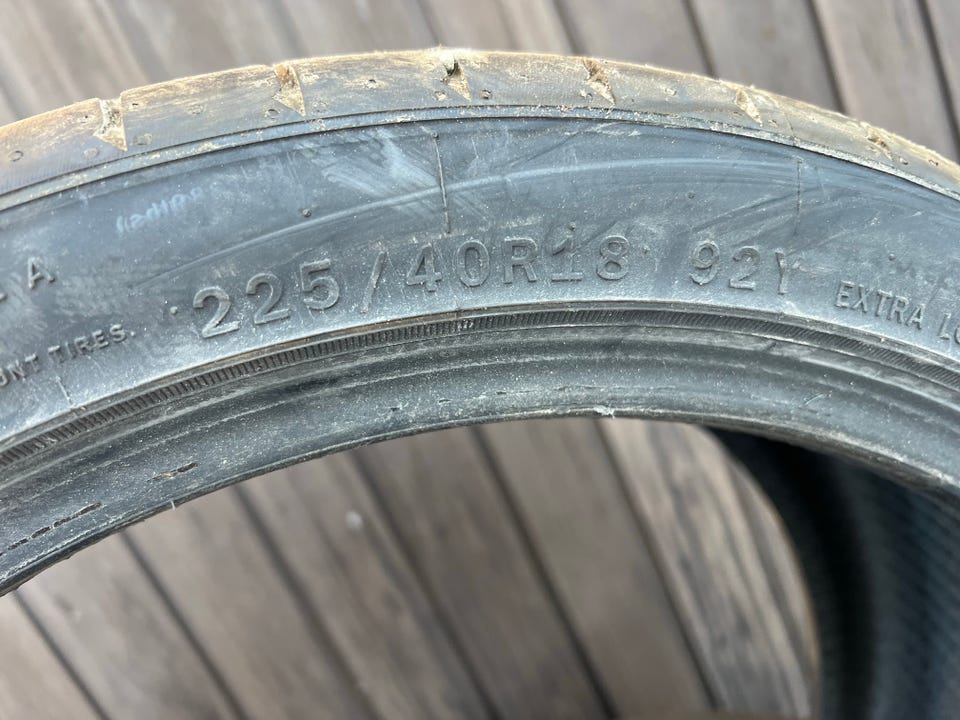 A
UNT TIRES.
225/40R18 92Y
EXTRA LO